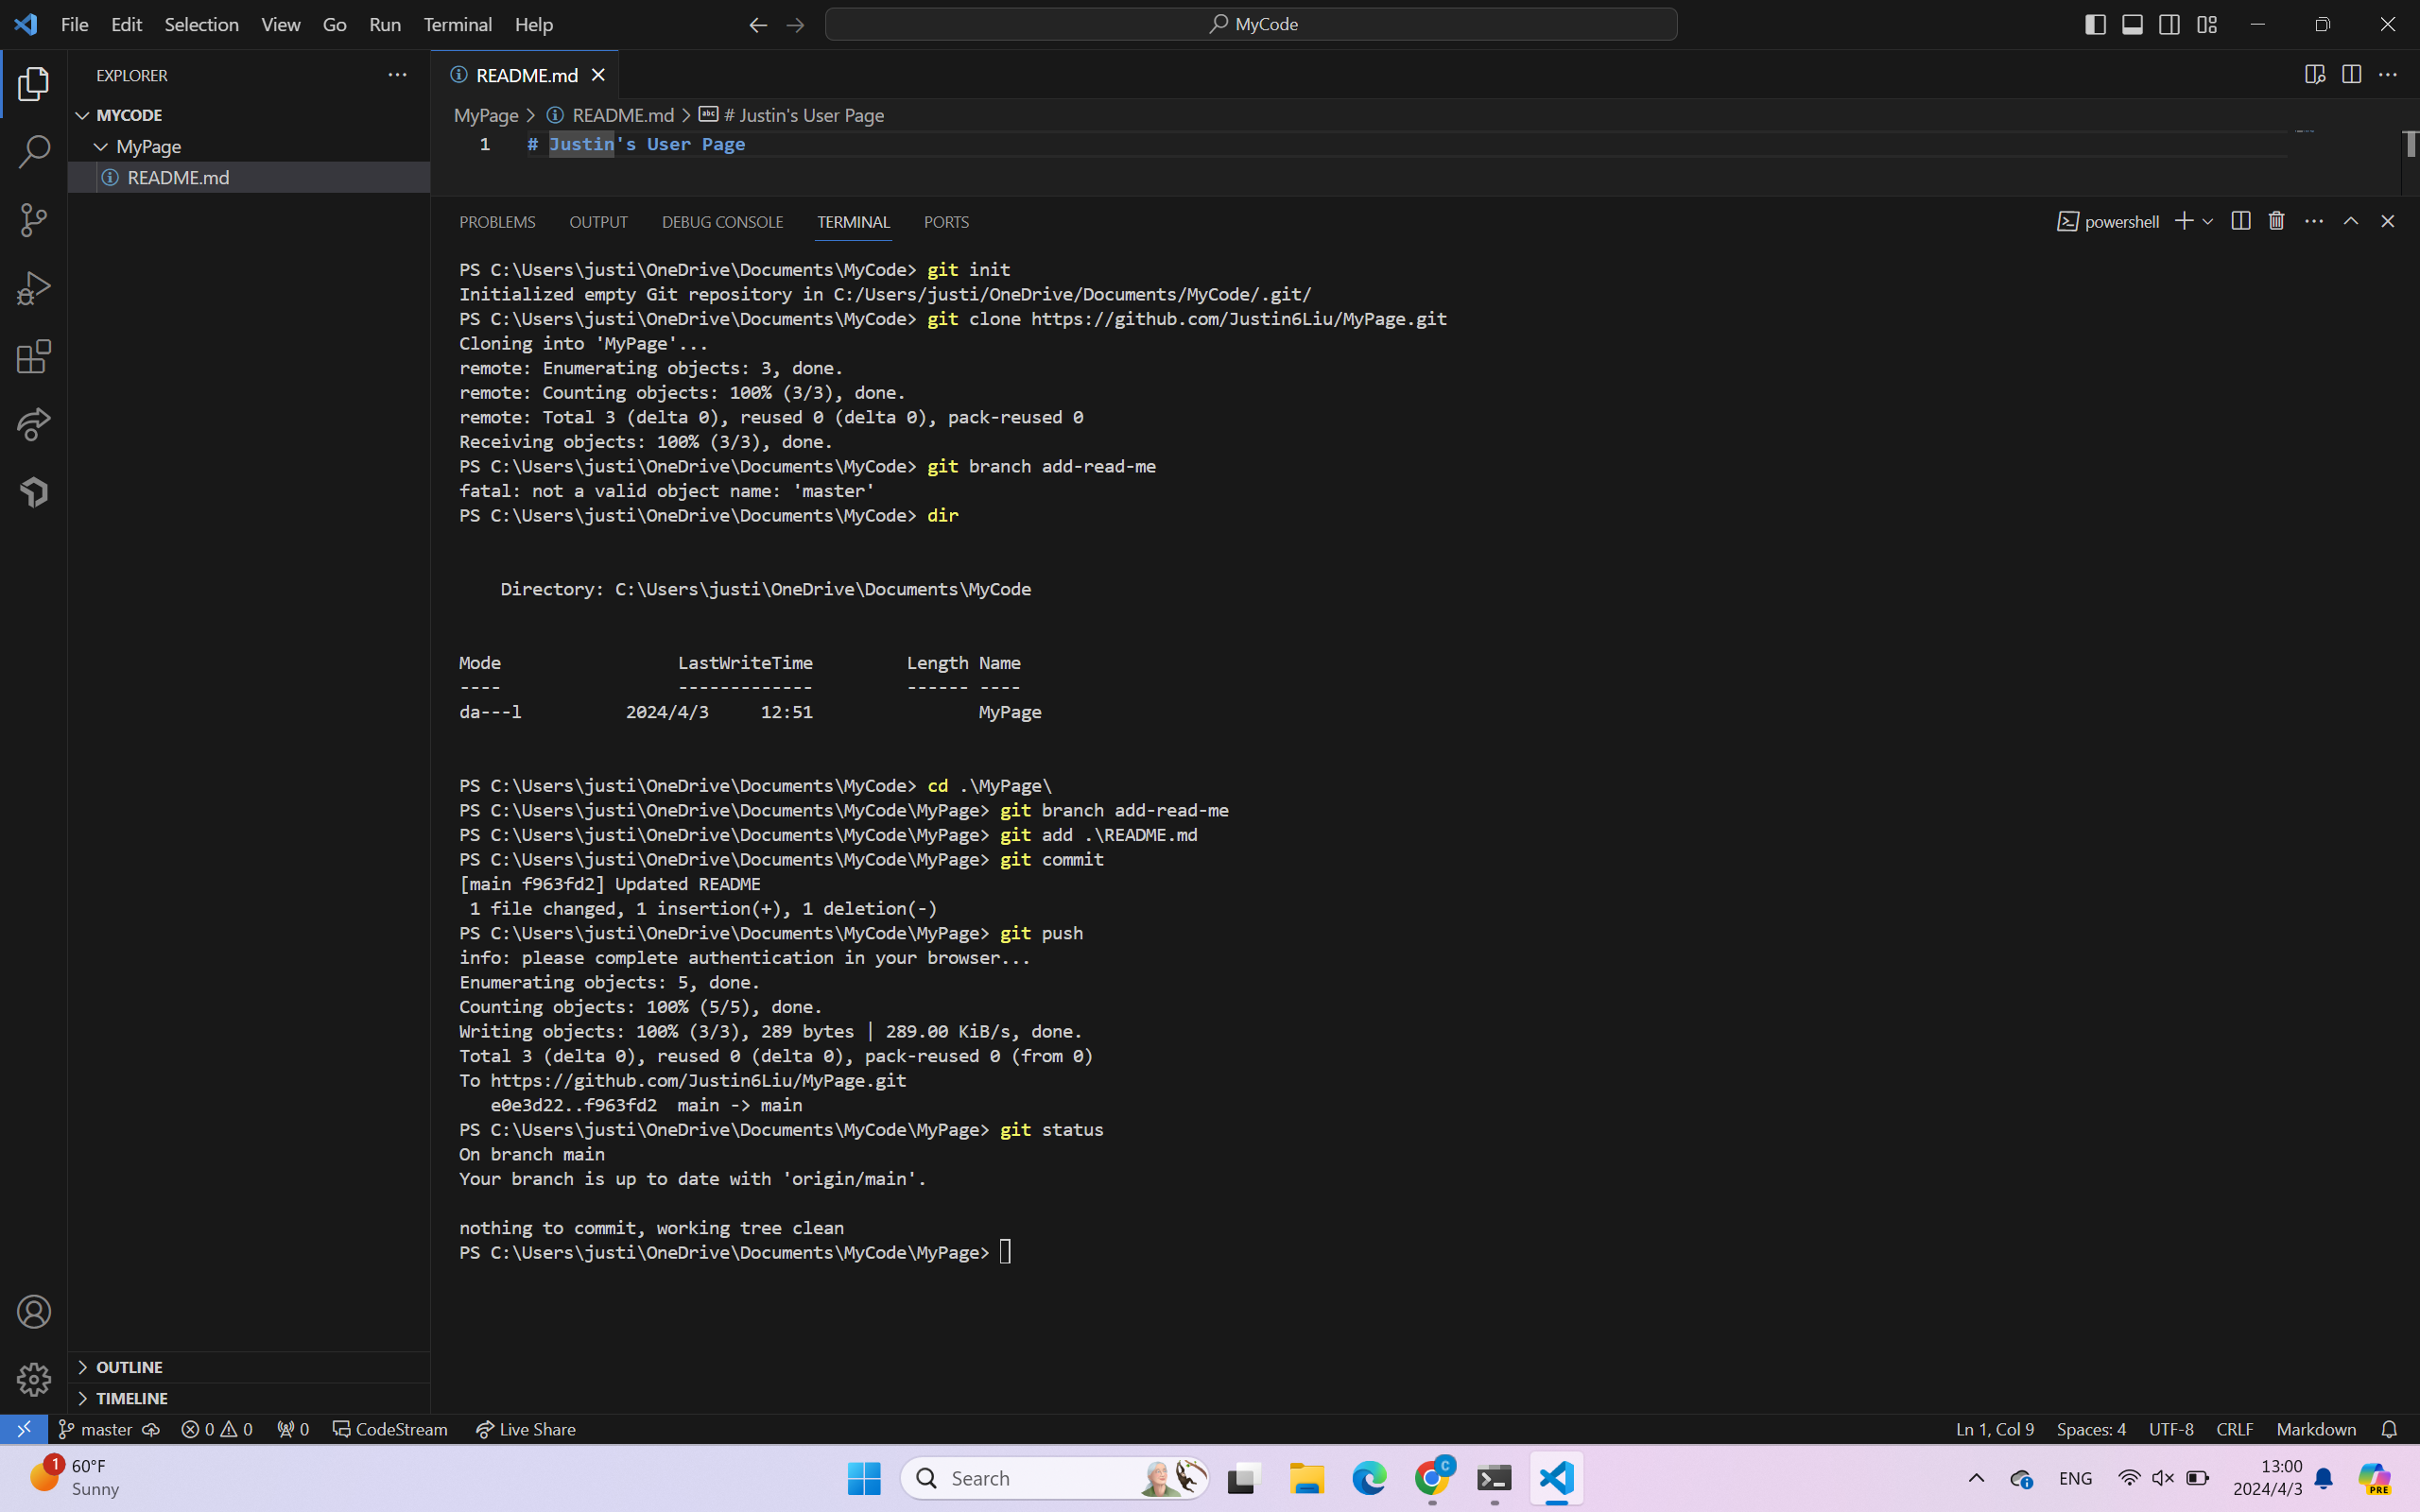 File Edit Selection View Go Run Terminal Help
MyCode
EXPLORER
MYCODE
MyPage
README.md
README.md
MyPage > README.md > # Justin's User Page
1 # Justin's User Page
PROBLEMS OUTPUT DEBUG CONSOLE TERMINAL PORTS
powershell
PS C:\Users\justi\OneDrive\Documents\MyCode> git init
Initialized empty Git repository in C:/Users/justi/OneDrive/Documents/MyCode/.git/
PS C:\Users\justi\OneDrive\Documents\MyCode> git clone https://github.com/Justin6Liu/MyPage.git
Cloning into 'MyPage'...
remote: Enumerating objects: 3, done.
remote: Counting objects: 100% (3/3), done.
remote: Total 3 (delta 0), reused 0 (delta 0), pack-reused 0
Receiving objects: 100% (3/3), done.
PS C:\Users\justi\OneDrive\Documents\MyCode> git branch add-read-me
fatal: not a valid object name: 'master'
PS C:\Users\justi\OneDrive\Documents\MyCode> dir
Directory: C:\Users\justi\OneDrive\Documents\MyCode
Mode LastWriteTime Length Name
---- ------------- ------ ----
da---l 2024/4/3 12:51 MyPage
PS C:\Users\justi\OneDrive\Documents\MyCode> cd .\MyPage\
PS C:\Users\justi\OneDrive\Documents\MyCode\MyPage> git branch add-read-me
PS C:\Users\justi\OneDrive\Documents\MyCode\MyPage> git add .\README.md
PS C:\Users\justi\OneDrive\Documents\MyCode\MyPage> git commit
[main f963fd2] Updated README
1 file changed, 1 insertion(+), 1 deletion(-)
PS C:\Users\justi\OneDrive\Documents\MyCode\MyPage> git push
info: please complete authentication in your browser...
Enumerating objects: 5, done.
Counting objects: 100% (5/5), done.
Writing objects: 100% (3/3), 289 bytes | 289.00 KiB/s, done.
Total 3 (delta 0), reused 0 (delta 0), pack-reused 0 (from 0)
To https://github.com/Justin6Liu/MyPage.git
e0e3d22..f963fd2 main -> main
PS C:\Users\justi\OneDrive\Documents\MyCode\MyPage> git status
On branch main
Your branch is up to date with 'origin/main'.
nothing to commit, working tree clean
PS C:\Users\justi\OneDrive\Documents\MyCode\MyPage>
OUTLINE
TIMELINE
master 0 0 0 CodeStream Live Share Ln 1, Col 9 Spaces: 4 UTF-8 CRLF Markdown
1 60°F
Sunny
Search
C
ENG
13:00
2024/4/3
PRE